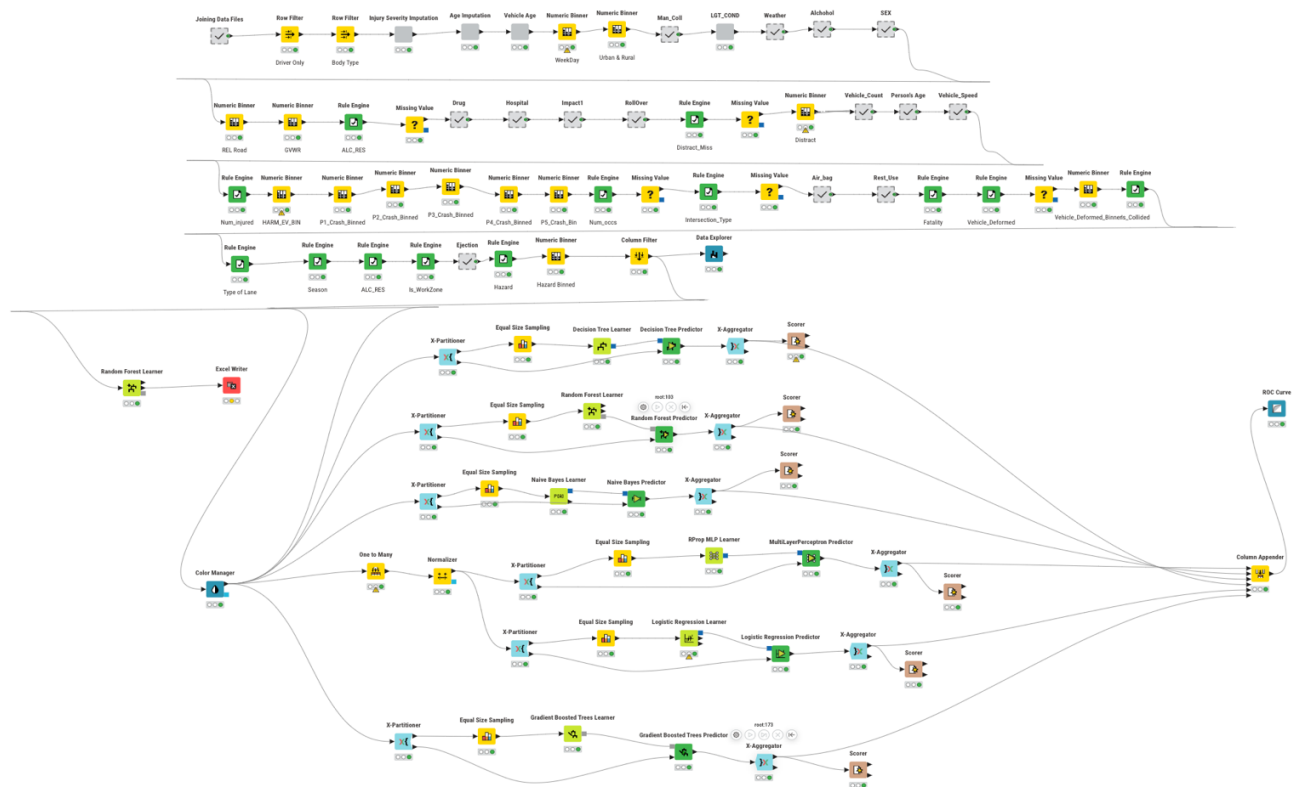 Joining Data Files
Row Filter
Row Filter
Injury Severity Imputation
Age Imputation
Vehicle Age
Numeric Binner
Numeric Binner
Man_Coll
LGT_COND
Weather
Alchohol
SEX
Driver Only
Body Type
WeekDay
Urban & Rural
Numeric Binner
Numeric Binner
Rule Engine
Missing Value
Drug
Hospital
Impact1
RollOver
Rule Engine
Missing Value
Numeric Binner
Vehicle_Count
Person's Age
Vehicle_Speed
REL Road
GVWR
ALC_RES
Distract_Miss
Distract
Rule Engine
Numeric Binner
Numeric Binner
Numeric Binner
Numeric Binner
Numeric Binner
Numeric Binner
Rule Engine
Missing Value
Rule Engine
Missing Value
Air_bag
Rest_Use
Rule Engine
Rule Engine
Missing Value
Numeric Binner
Rule Engine
Num_injured
HARM_EV_BIN
P1_Crash_Binned
P2_Crash_Binned
P3_Crash_Binned
P4_Crash_Binned
P5_Crash_Bin
Num_occs
Intersection_Type
Fatality
Vehicle_Deformed
Rule Engine
Rule Engine
Rule Engine
Rule Engine
Ejection
Rule Engine
Numeric Binner
Column Filter
Data Explorer
Type of Lane
Season
ALC_RES
Is_WorkZone
Hazard
Hazard Binned
X-Partitioner
Equal Size Sampling
Decision Tree Learner
Decision Tree Predictor
X-Aggregator
Scorer
Random Forest Learner
Excel Writer
X-Partitioner
Equal Size Sampling
Random Forest Learner
root:103
Random Forest Predictor
X-Aggregator
Scorer
ROC Curve
X-Partitioner
Equal Size Sampling
Naive Bayes Learner
Naive Bayes Predictor
X-Aggregator
Scorer
Color Manager
One to Many
Normalizer
X-Partitioner
Equal Size Sampling
RProp MLP Learner
MultiLayerPerceptron Predictor
X-Aggregator
Scorer
Column Appender
X-Partitioner
Equal Size Sampling
Logistic Regression Learner
Logistic Regression Predictor
X-Aggregator
Scorer
X-Partitioner
Equal Size Sampling
Gradient Boosted Trees Learner
Gradient Boosted Trees Predictor
root:173
X-Aggregator
Scorer